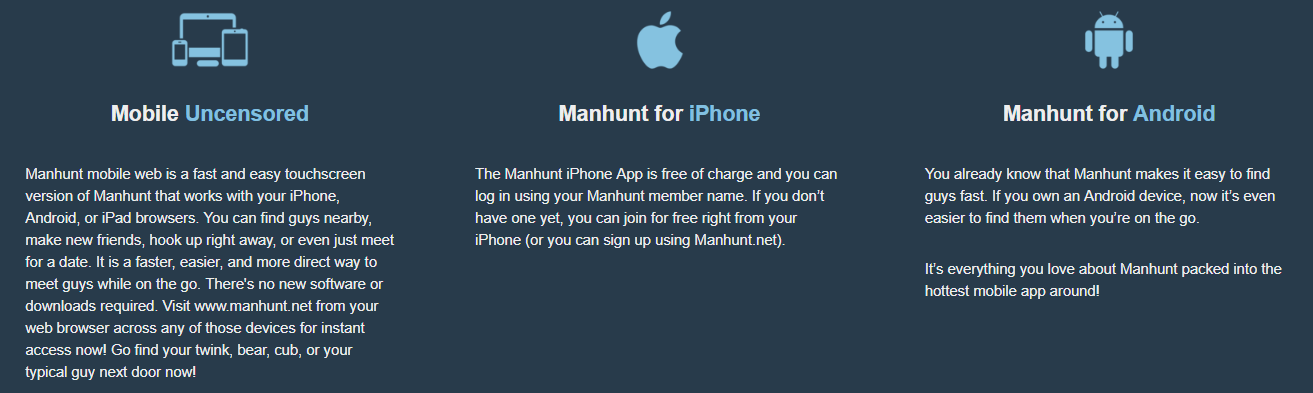 Mobile Uncensored
Manhunt mobile web is a fast and easy touchscreen
version of Manhunt that works with your iPhone,
Android, or iPad browsers. You can find guys nearby,
make new friends, hook up right away, or even just meet
for a date. It is a faster, easier, and more direct way to
meet guys while on the go. There's no new software or
downloads required. Visit www.manhunt.net from your
web browser across any of those devices for instant
access now! Go find your twink, bear, cub, or your
typical guy next door now!
Manhunt for iPhone
The Manhunt iPhone App is free of charge and you can
log in using your Manhunt member name. If you don’t
have one yet, you can join for free right from your
iPhone (or you can sign up using Manhunt.net).
Manhunt for Android
You already know that Manhunt makes it easy to find
guys fast. If you own an Android device, now it’s even
easier to find them when you’re on the go.
It’s everything you love about Manhunt packed into the
hottest mobile app around!